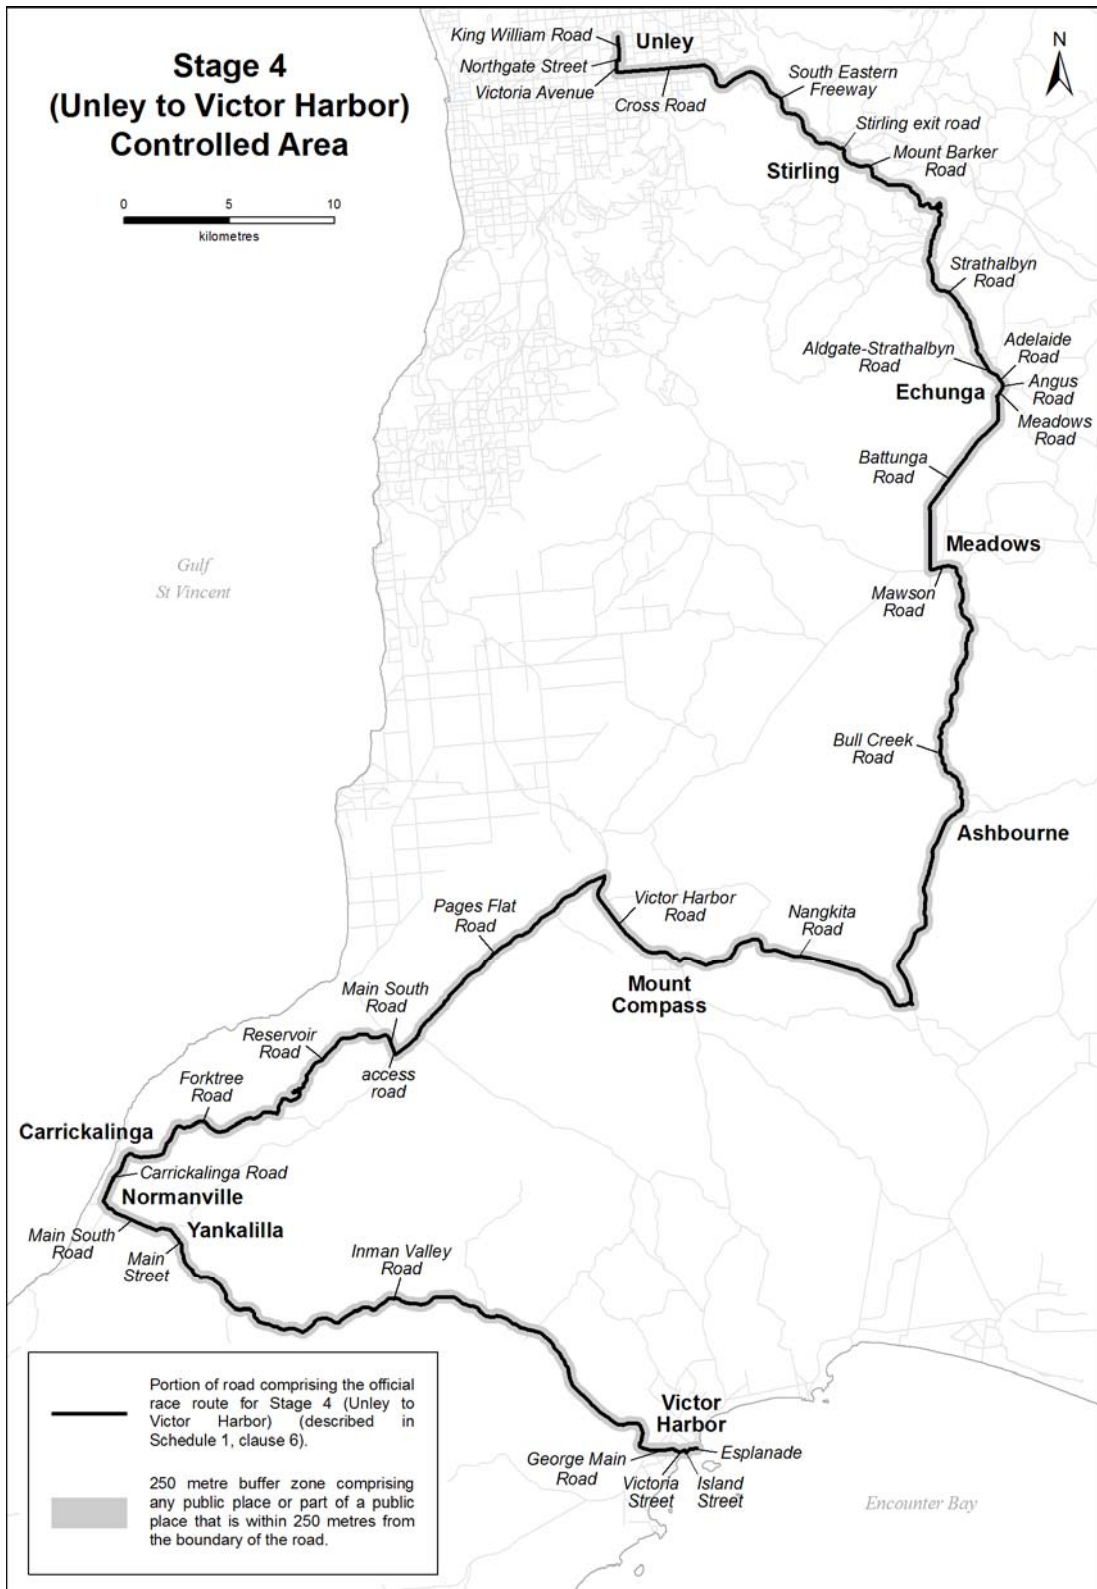 Stage 4
(Unley to Victor Harbor)
Controlled Area
0 5 10
kilometres
N
King William Road
Unley
Northgate Street
Victoria Avenue
Cross Road
South Eastern
Freeway
Stirling exit road
Stirling
Mount Barker
Road
Strathalbyn
Road
Aldgate-Strathalbyn
Road
Adelaide
Road
Echunga
Angus
Road
Meadows
Road
Battunga
Road
Meadows
Mawson
Road
Gulf
St Vincent
Bull Creek
Road
Ashbourne
Pages Flat
Road
Victor Harbor
Road
Nangkita
Road
Mount
Compass
Main South
Road
Reservoir
Road
access
road
Forktree
Road
Carrickalinga
Carrickalinga Road
Normanville
Main South
Road
Yankalilla
Main
Street
Inman Valley
Road
Victor
Harbor
George Main
Road
Victoria
Street
Island
Street
Esplanade
Encounter Bay
Portion of road comprising the official
race route for Stage 4 (Unley to
Victor Harbor) (described in
Schedule 1, clause 6).
250 metre buffer zone comprising
any public place or part of a public
place that is within 250 metres from
the boundary of the road.